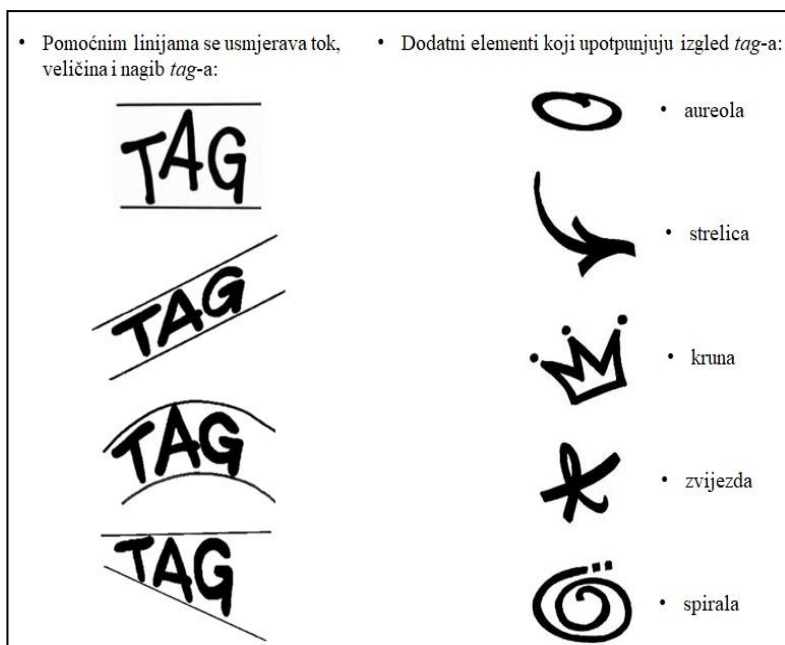 • Pomoćnim linijama se usmjerava tok,
veličina i nagib tag-a:
TAG
TAG
TAG
TAG
• Dodatni elementi koji upotpunjuju izgled tag-a:
• aureola
• strelica
• kruna
• zvijezda
• spirala